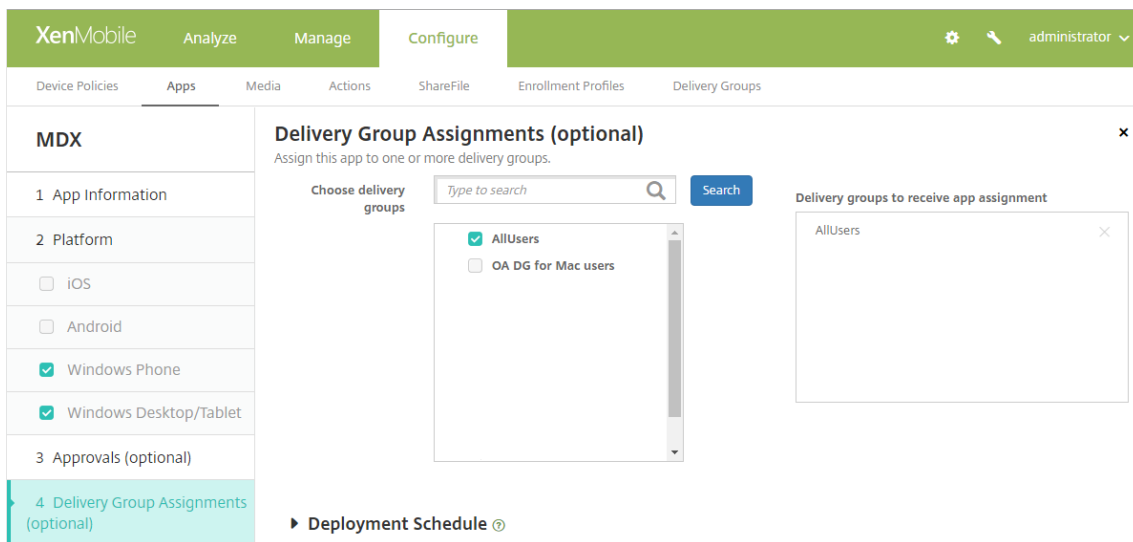 XenMobile Analyze Manage Configure administrator
Device Policies Apps Media Actions ShareFile Enrollment Profiles Delivery Groups
MDX
1 App Information
2 Platform
iOS
Android
Windows Phone
Windows Desktop/Tablet
3 Approvals (optional)
4 Delivery Group Assignments
(optional)
Delivery Group Assignments (optional)
Assign this app to one or more delivery groups.
Choose delivery
groups
Type to search
Search
AllUsers
OA DG for Mac users
Delivery groups to receive app assignment
AllUsers
Deployment Schedule